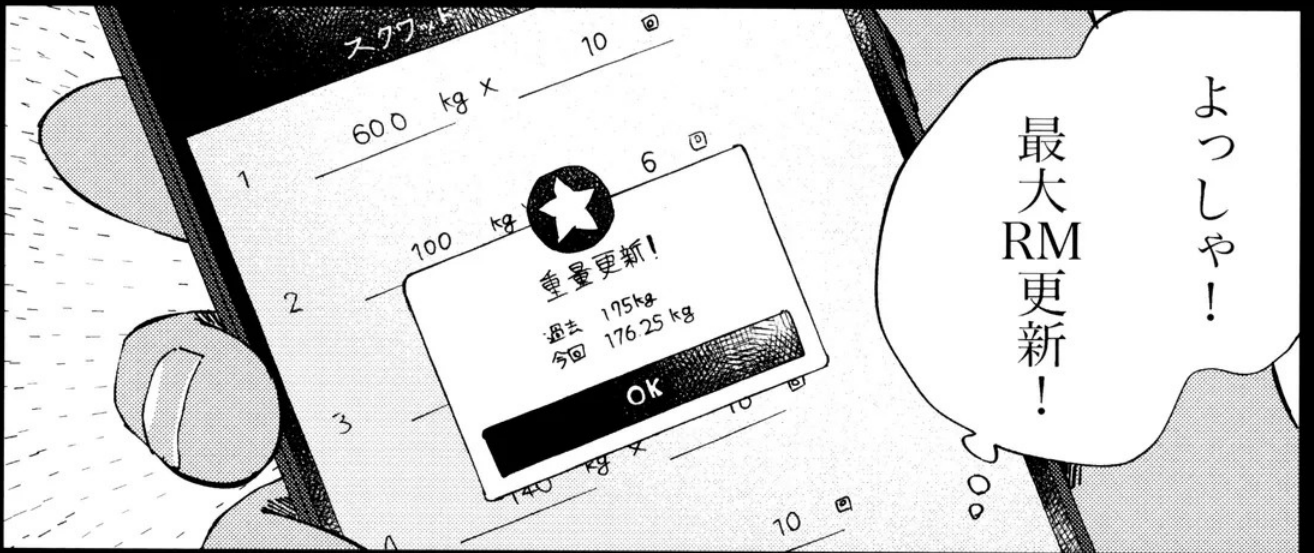 よっしゃ！
最大RM更新！
スクワット
1 60.0 kg × 10 回
2 100 kg 6 回
重量更新！
過去 175kg
今回 176.25 kg
OK
3 10 回
140 kg ×
10 回